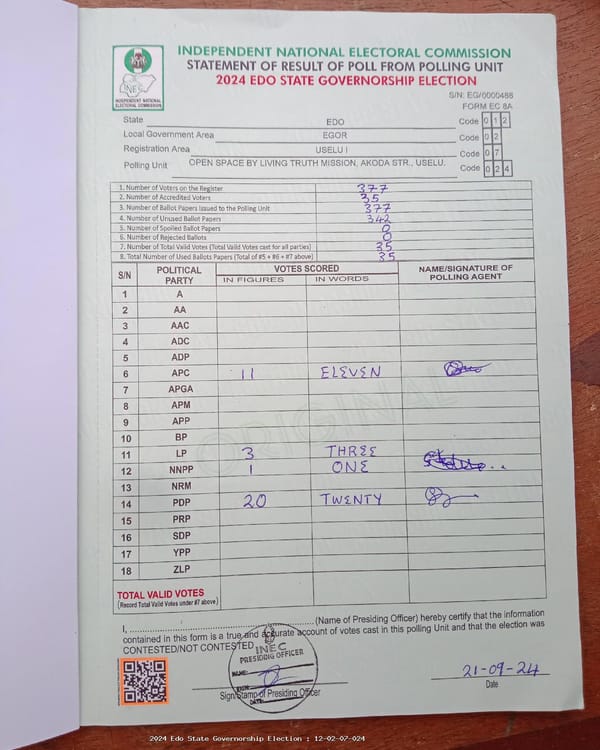 INDEPENDENT NATIONAL ELECTORAL COMMISSION
STATEMENT OF RESULT OF POLL FROM POLLING UNIT
2024 EDO STATE GOVERNORSHIP ELECTION
INEC
INDEPENDENT NATIONAL
ELECTORAL COMMISSION
S/N: EG/0000488
FORM EC 8A
State EDO Code 0 1 2
Local Government Area EGOR Code 0 2
Registration Area USELU I Code 0 7
Polling Unit OPEN SPACE BY LIVING TRUTH MISSION, AKODA STR., USELU. Code 0 2 4
1. Number of Voters on the Register 377
2. Number of Accredited Voters 35
3. Number of Ballot Papers Issued to the Polling Unit 377
4. Number of Unused Ballot Papers 342
5. Number of Spoiled Ballot Papers 0
6. Number of Rejected Ballots 0
7. Number of Total Valid Votes (Total Valid Votes cast for all parties) 35
8. Total Number of Used Ballots Papers (Total of #5 + #6 + #7 above) 35
S/N POLITICAL PARTY VOTES SCORED NAME/SIGNATURE OF POLLING AGENT
IN FIGURES IN WORDS
1 A
2 AA
3 AAC
4 ADC
5 ADP
6 APC 11 ELEVEN
7 APGA
8 APM
9 APP
10 BP
11 LP 3 THREE
12 NNPP 1 ONE
13 NRM
14 PDP 20 TWENTY
15 PRP
16 SDP
17 YPP
18 ZLP
ORIGINAL
TOTAL VALID VOTES
(Record Total Valid Votes under #7 above)
I, (Name of Presiding Officer) hereby certify that the information
contained in this form is a true and accurate account of votes cast in this polling Unit and that the election was
CONTESTED/NOT CONTESTED
INEC
PRESIDIG OFFICER
NAME:
SIGN:
DATE:
Sign/Stamp of Presiding Officer
21-09-24
Date
2024 Edo State Governorship Election : 12-02-07-024